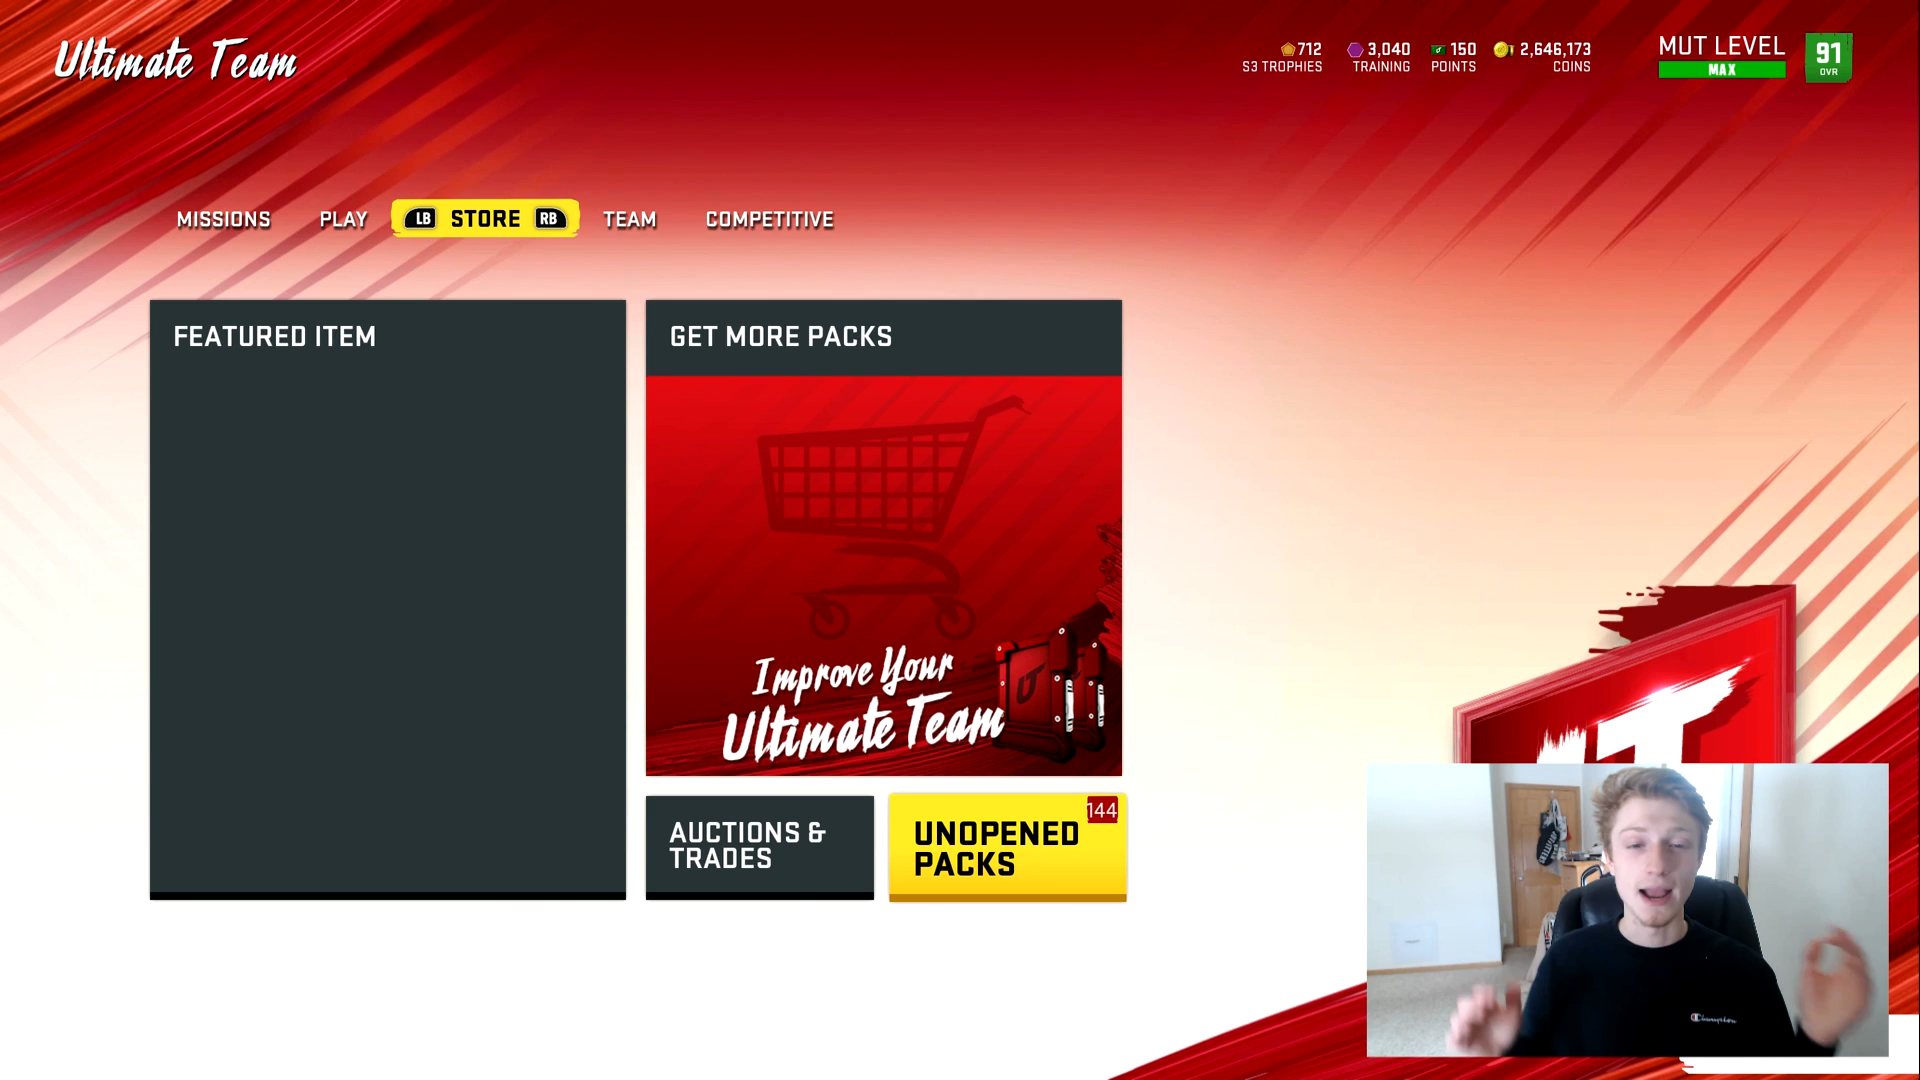 Ultimate Team
712
S3 TROPHIES
3,040
TRAINING
150
POINTS
2,646,173
COINS
MUT LEVEL
MAX
91
OVR
MISSIONS
PLAY
LB STORE RB
TEAM
COMPETITIVE
FEATURED ITEM
GET MORE PACKS
Improve Your
Ultimate Team
UT
AUCTIONS &
TRADES
144
UNOPENED
PACKS
Champion